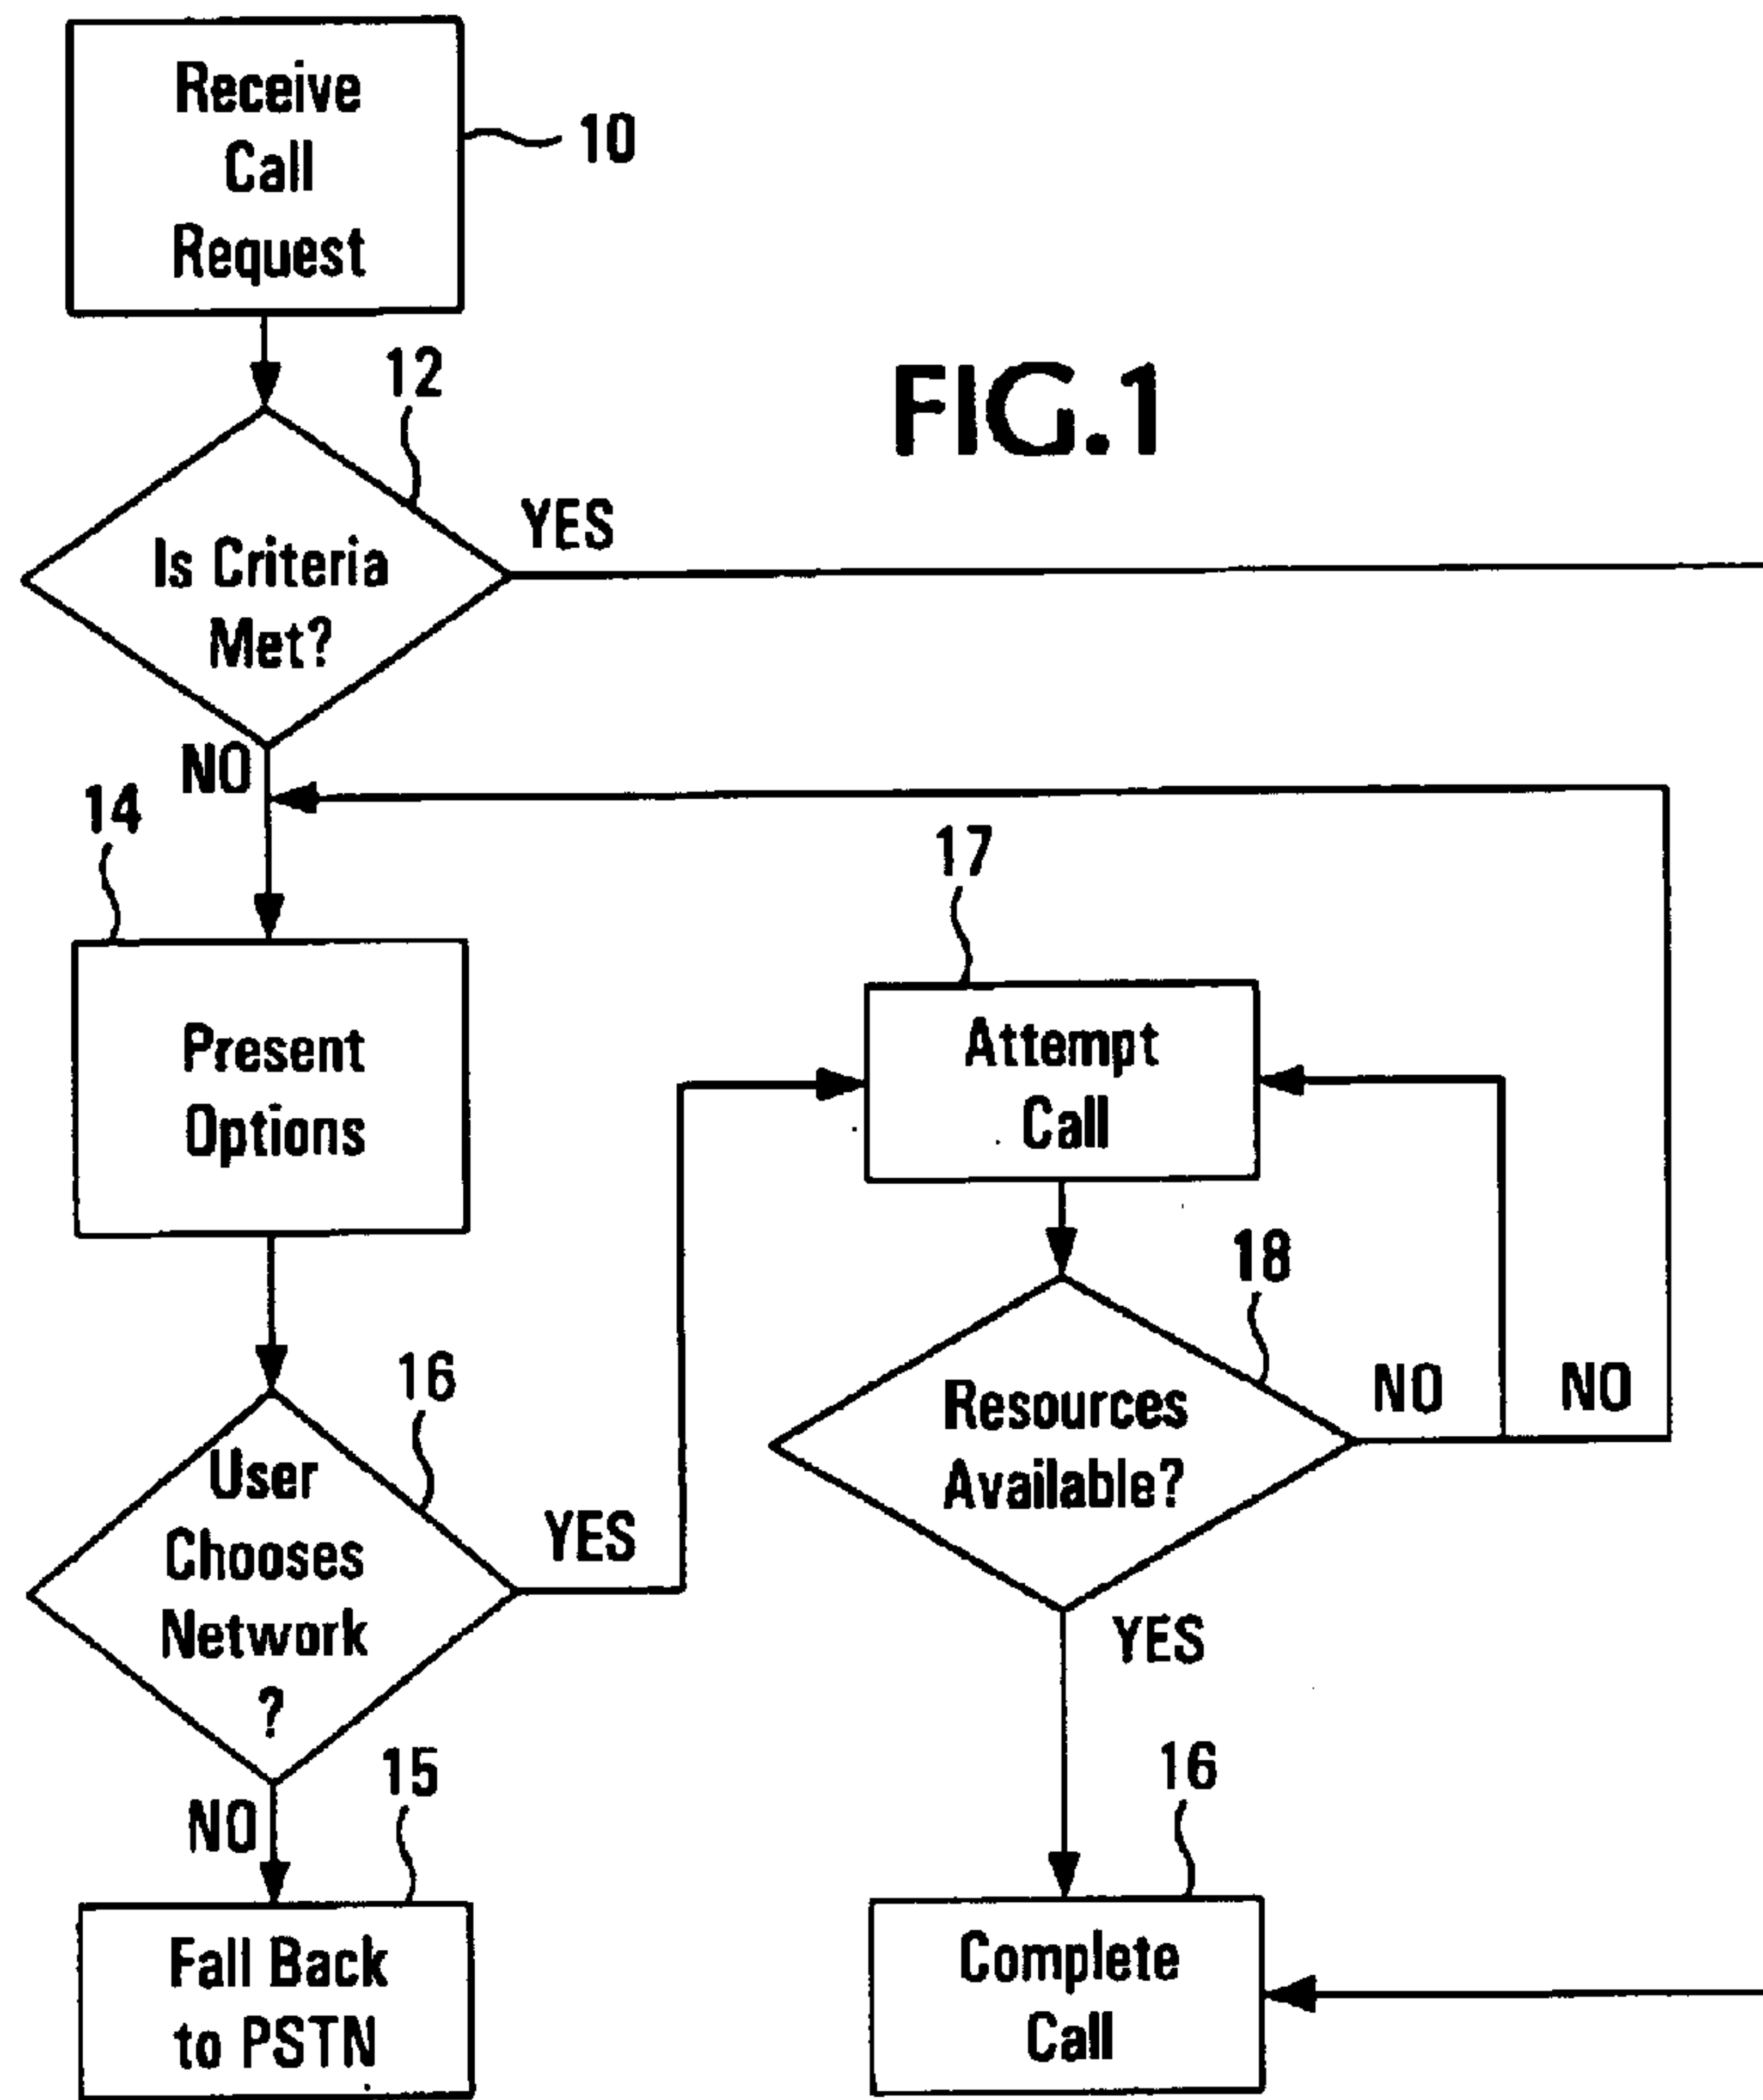 Receive
Call
Request
10
FIG.1
12
Is Criteria
Met?
YES
NO
14
Present
Options
17
Attempt
Call
16
User
Chooses
Network
?
YES
18
Resources
Available?
NO
NO
YES
NO
15
Fall Back
to PSTN
16
Complete
Call